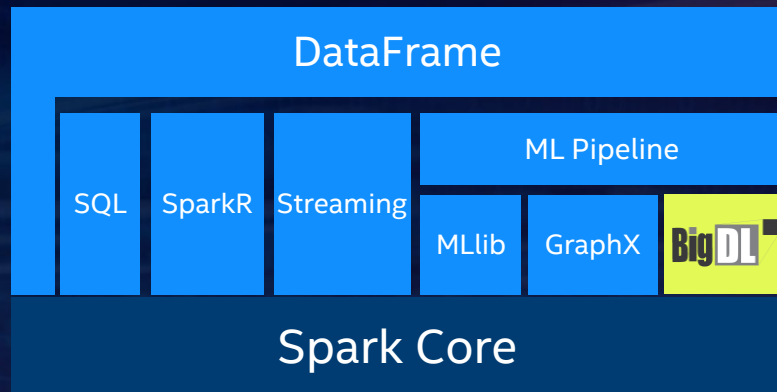 DataFrame
ML Pipeline
SQL
SparkR
Streaming
MLlib
GraphX
BigDL
Spark Core